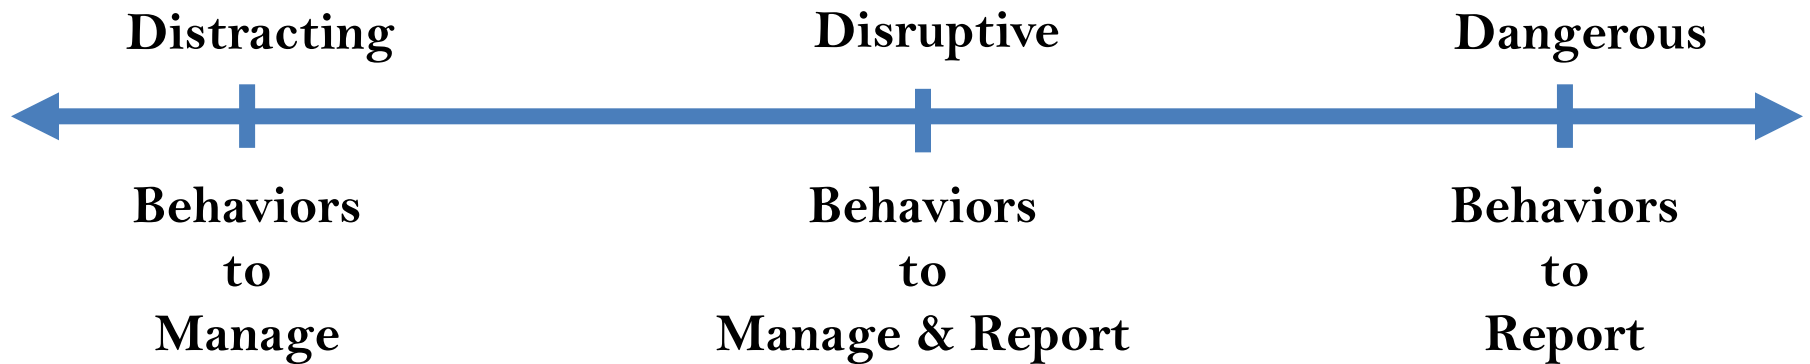 Distracting
Disruptive
Dangerous
Behaviors
to
Manage
Behaviors
to
Manage & Report
Behaviors
to
Report